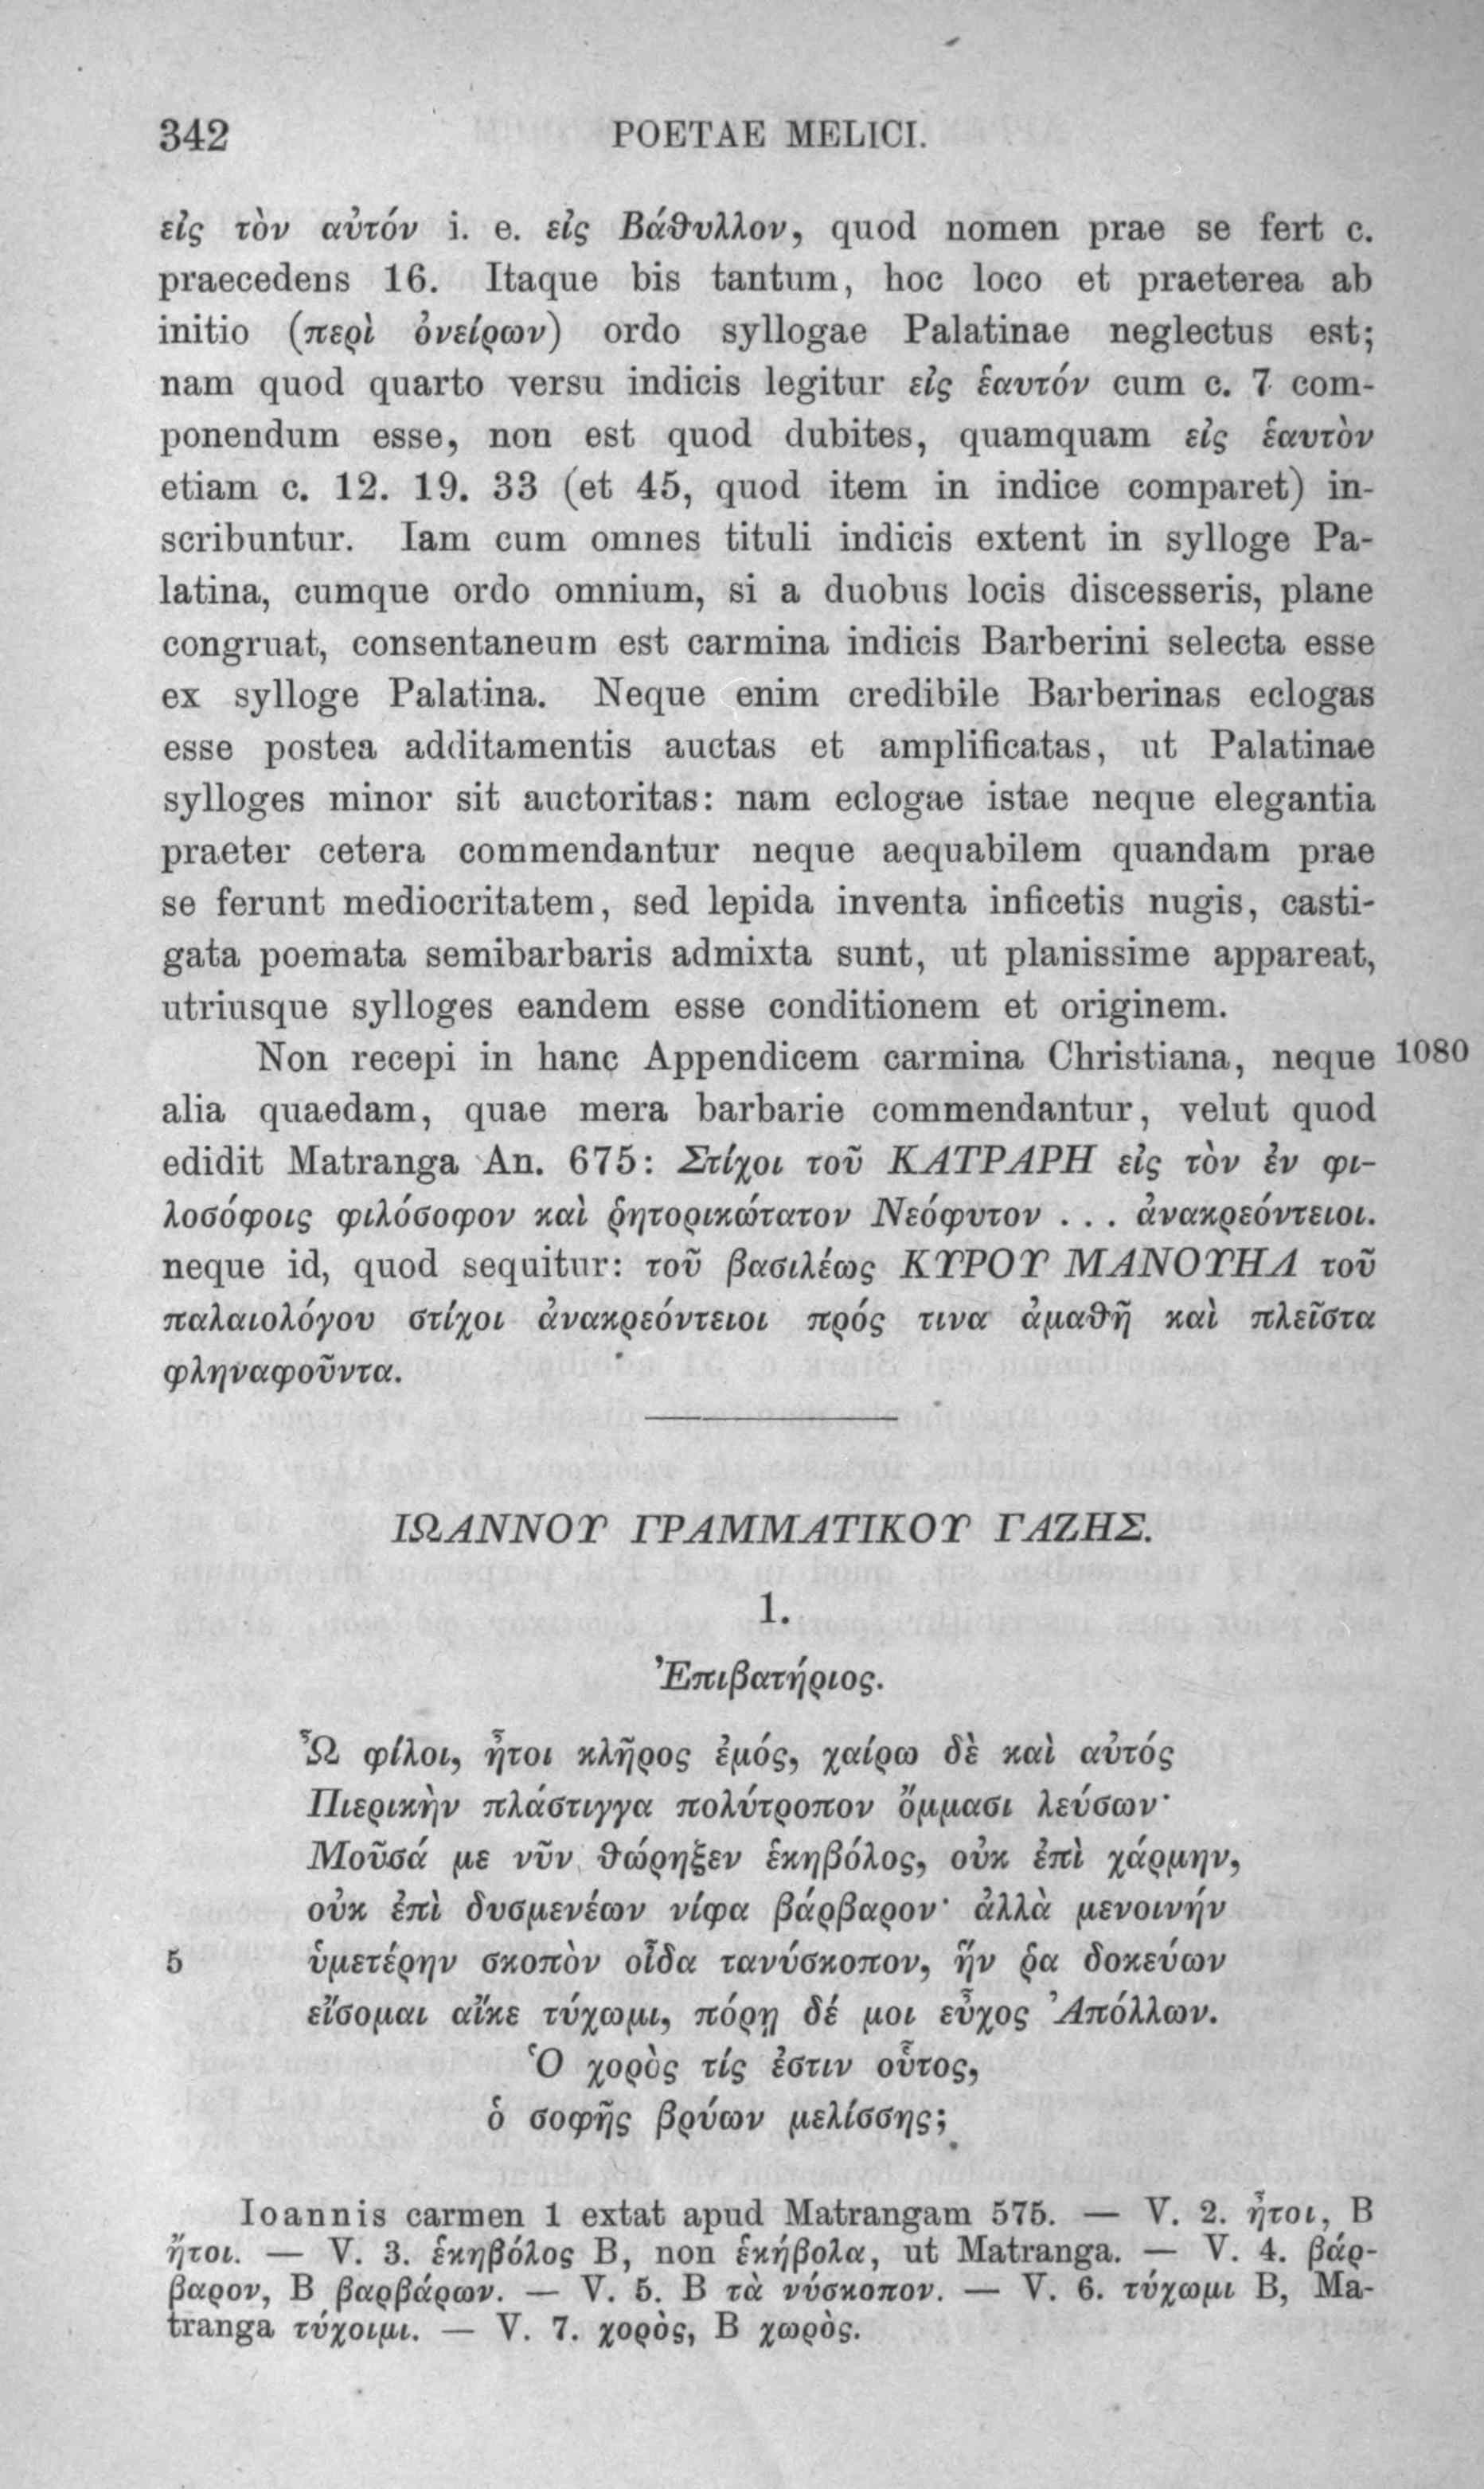 342 POETAE MELICI.
εἰς τὸν αὐτόν i. e. εἰς Βάθυλλον, quod nomen prae se fert c.
praecedens 16. Itaque bis tantum, hoc loco et praeterea ab
initio (περὶ ὀνείρων) ordo syllogae Palatinae neglectus est;
nam quod quarto versu indicis legitur εἰς ἑαυτόν cum c. 7 com-
ponendum esse, non est quod dubites, quamquam εἰς ἑαυτὸν
etiam c. 12. 19. 33 (et 45, quod item in indice comparet) in-
scribuntur. Iam cum omnes tituli indicis extent in sylloge Pa-
latina, cumque ordo omnium, si a duobus locis discesseris, plane
congruat, consentaneum est carmina indicis Barberini selecta esse
ex sylloge Palatina. Neque enim credibile Barberinas eclogas
esse postea additamentis auctas et amplificatas, ut Palatinae
sylloges minor sit auctoritas: nam eclogae istae neque elegantia
praeter cetera commendantur neque aequabilem quandam prae
se ferunt mediocritatem, sed lepida inventa inficetis nugis, casti-
gata poemata semibarbaris admixta sunt, ut planissime appareat,
utriusque sylloges eandem esse conditionem et originem.
Non recepi in hanc Appendicem carmina Christiana, neque 1080
alia quaedam, quae mera barbarie commendantur, velut quod
edidit Matranga An. 675: Στίχοι τοῦ ΚΑΤΡΑΡΗ εἰς τὸν ἐν φι-
λοσόφοις φιλόσοφον καὶ ῥητορικώτατον Νεόφυτον . . . ἀνακρεόντειοι.
neque id, quod sequitur: τοῦ βασιλέως ΚΥΡΟΥ ΜΑΝΟΥΗΛ τοῦ
παλαιολόγου στίχοι ἀνακρεόντειοι πρός τινα ἀμαθῆ καὶ πλεῖστα
φληναφοῦντα.
ΙΩΑΝΝΟΥ ΓΡΑΜΜΑΤΙΚΟΥ ΓΑΖΗΣ.
1.
Ἐπιβατήριος.
Ὦ φίλοι, ἦτοι κλῆρος ἐμός, χαίρω δὲ καὶ αὐτός
Πιερικὴν πλάστιγγα πολύτροπον ὄμμασι λεύσων·
Μοῦσά με νῦν θώρηξεν ἑκηβόλος, οὐκ ἐπὶ χάρμην,
οὐκ ἐπὶ δυσμενέων νίφα βάρβαρον· ἀλλὰ μενοινήν
5 ὑμετέρην σκοπὸν οἶδα τανύσκοπον, ἥν ῥα δοκεύων
εἴσομαι αἴκε τύχωμι, πόρῃ δέ μοι εὖχος Ἀπόλλων.
Ὁ χορὸς τίς ἐστιν οὗτος,
ὁ σοφῆς βρύων μελίσσης;
Ioannis carmen 1 extat apud Matrangam 575. — V. 2. ἦτοι, B
ἤτοι. — V. 3. ἑκηβόλος B, non ἑκήβολα, ut Matranga. — V. 4. βάρ-
βαρον, B βαρβάρων. — V. 5. B τὰ νύσκοπον. — V. 6. τύχωμι B, Ma-
tranga τύχοιμι. — V. 7. χορὸς, B χωρὸς.